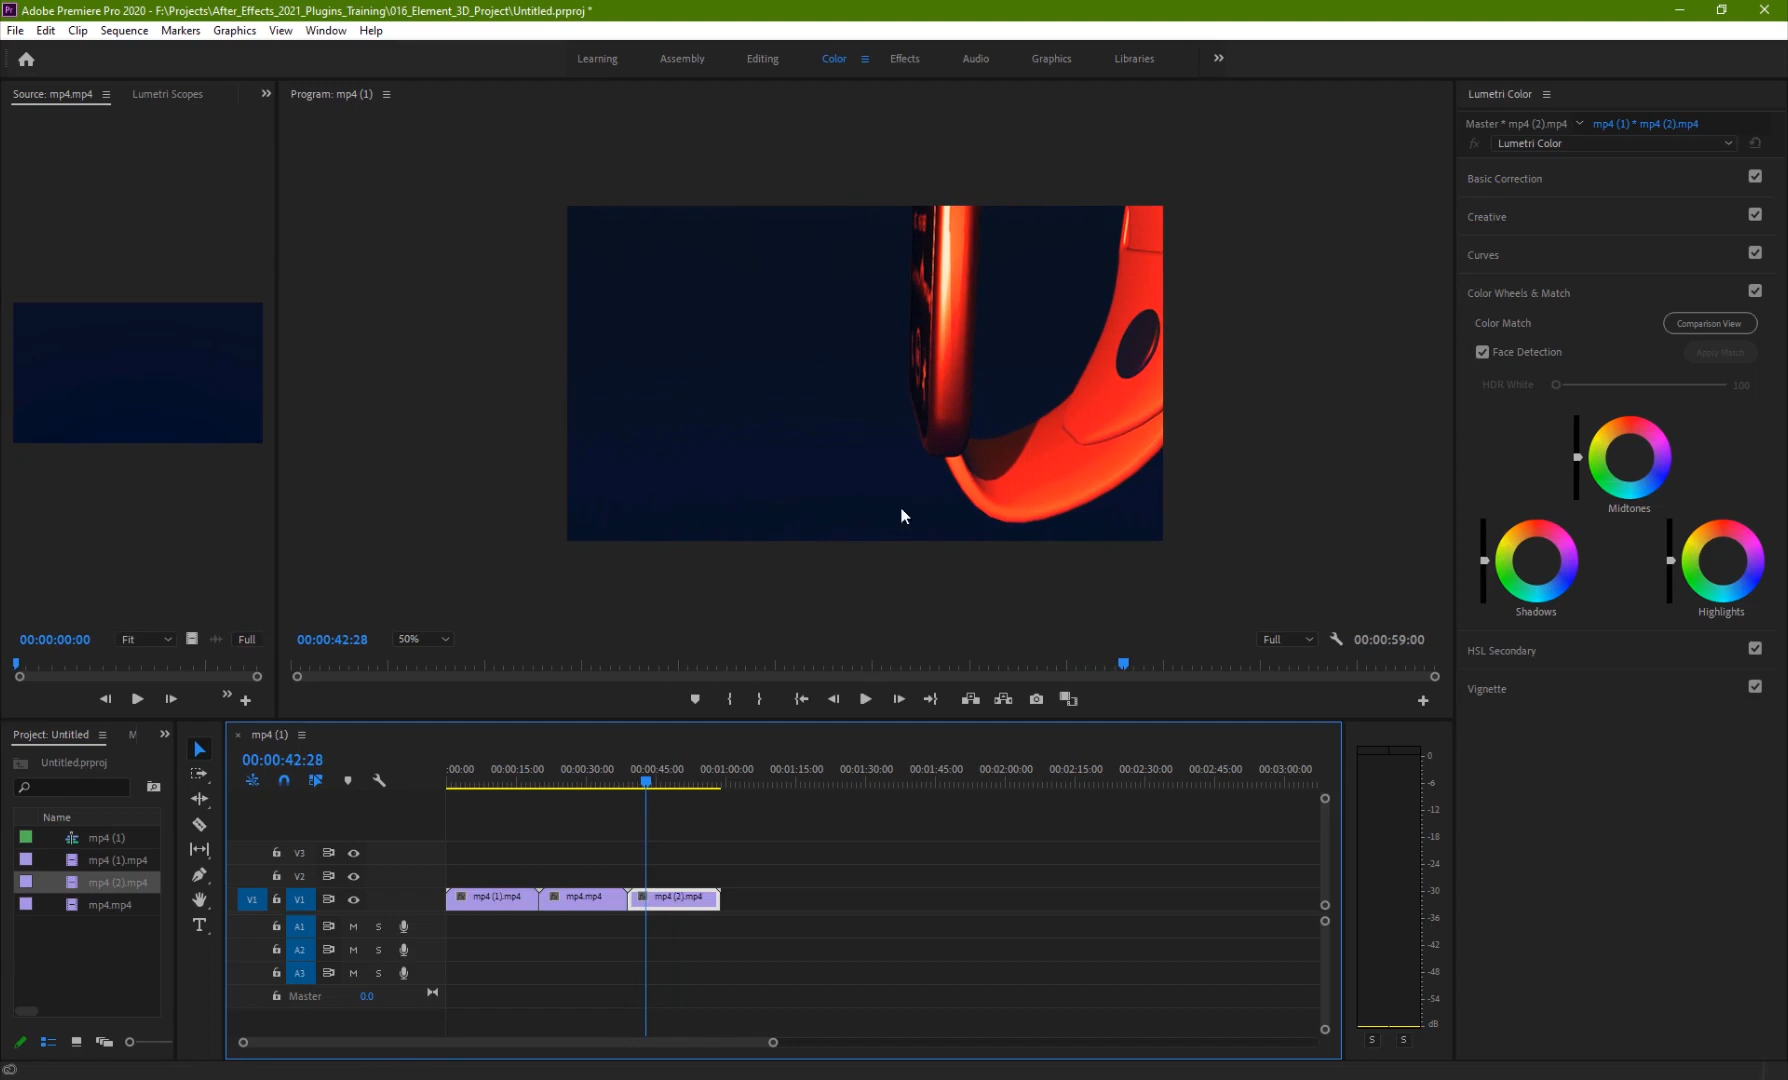 Adobe Premiere Pro 2020 - F:\Projects\After_Effects_2021_Plugins_Training\016_Element_3D_Project\Untitled.prproj *
File Edit Clip Sequence Markers Graphics View Window Help
Learning Assembly Editing Color Effects Audio Graphics Libraries
Source: mp4.mp4 Lumetri Scopes
Program: mp4 (1)
Lumetri Color
Master * mp4 (2).mp4 mp4 (1) * mp4 (2).mp4
fx Lumetri Color
Basic Correction
Creative
Curves
Color Wheels & Match
Color Match Comparison View
Face Detection Apply Match
HDR White 100
Midtones
Shadows Highlights
HSL Secondary
Vignette
00:00:00:00 Fit Full
00:00:42:28 50% Full 00:00:59:00
Project: Untitled M
Untitled.prproj
Name
mp4 (1)
mp4 (1).mp4
mp4 (2).mp4
mp4.mp4
mp4 (1)
00:00:42:28
:00:00 00:00:15:00 00:00:30:00 00:00:45:00 00:01:00:00 00:01:15:00 00:01:30:00 00:01:45:00 00:02:00:00 00:02:15:00 00:02:30:00 00:02:45:00 00:03:00:00
V3
V2
V1 V1 mp4 (1).mp4 mp4.mp4 mp4 (2).mp4
A1 M S
A2 M S
A3 M S
Master 0.0
0
-6
-12
-18
-24
-30
-36
-42
-48
-54
dB
S S